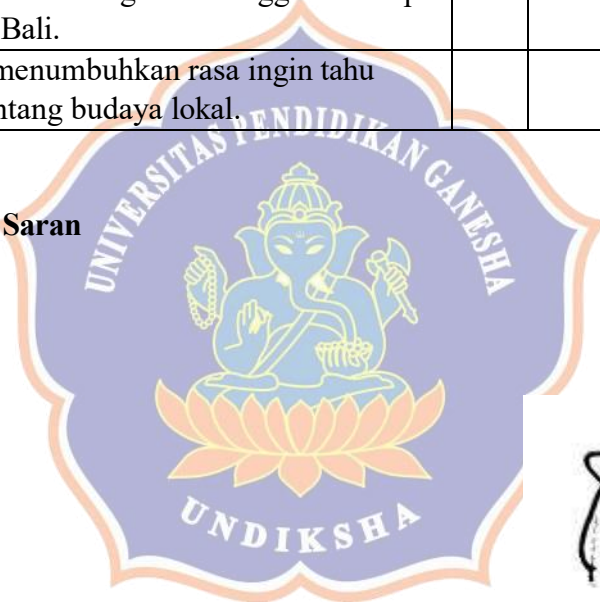 Bali.
menumbuhkan rasa ingin tahu
ntang budaya lokal.
UNIVERSITAS PENDIDIKAN GANESHA
Saran
UNDIKSHA